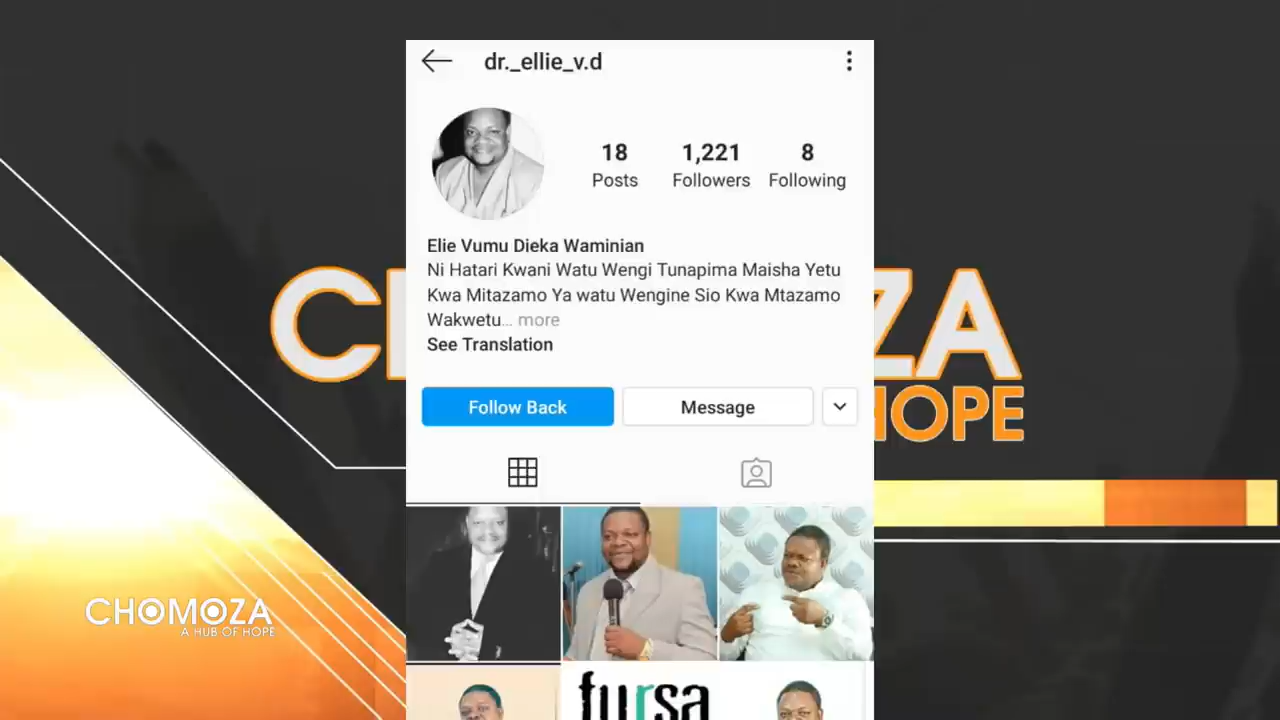 dr._ellie_v.d
18
1,221
8
Posts
Followers
Following
Elie Vumu Dieka Waminian
Ni Hatari Kwani Watu Wengi Tunapima Maisha Yetu
Kwa Mitazamo Ya watu Wengine Sio Kwa Mtazamo
Wakwetu... more
See Translation
Follow Back
Message
ZA
HOPE
CHOMOZA
A HUB OF HOPE
fursa